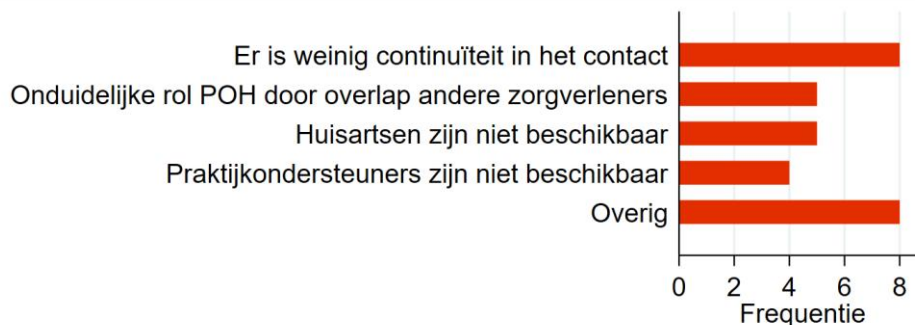 Er is weinig continuïteit in het contact
Onduidelijke rol POH door overlap andere zorgverleners
Huisartsen zijn niet beschikbaar
Praktijkondersteuners zijn niet beschikbaar
Overig
0 2 4 6 8
Frequentie